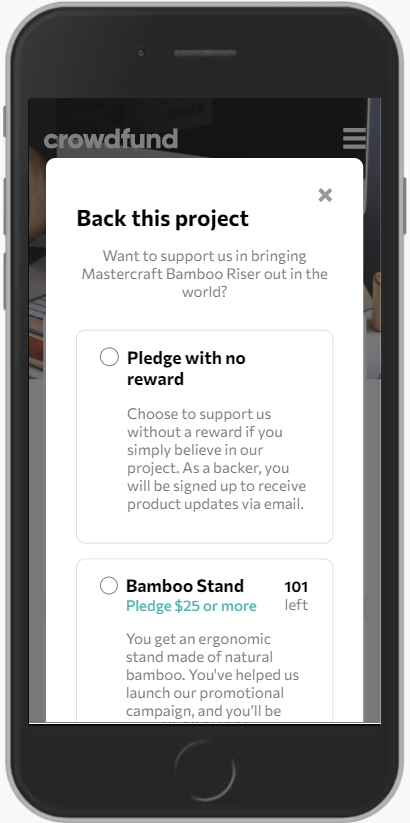 crowdfund
Back this project
Want to support us in bringing
Mastercraft Bamboo Riser out in the
world?
Pledge with no
reward
Choose to support us
without a reward if you
simply believe in our
project. As a backer, you
will be signed up to receive
product updates via email.
Bamboo Stand
101
Pledge $25 or more
left
You get an ergonomic
stand made of natural
bamboo. You've helped us
launch our promotional
campaign, and you'll be